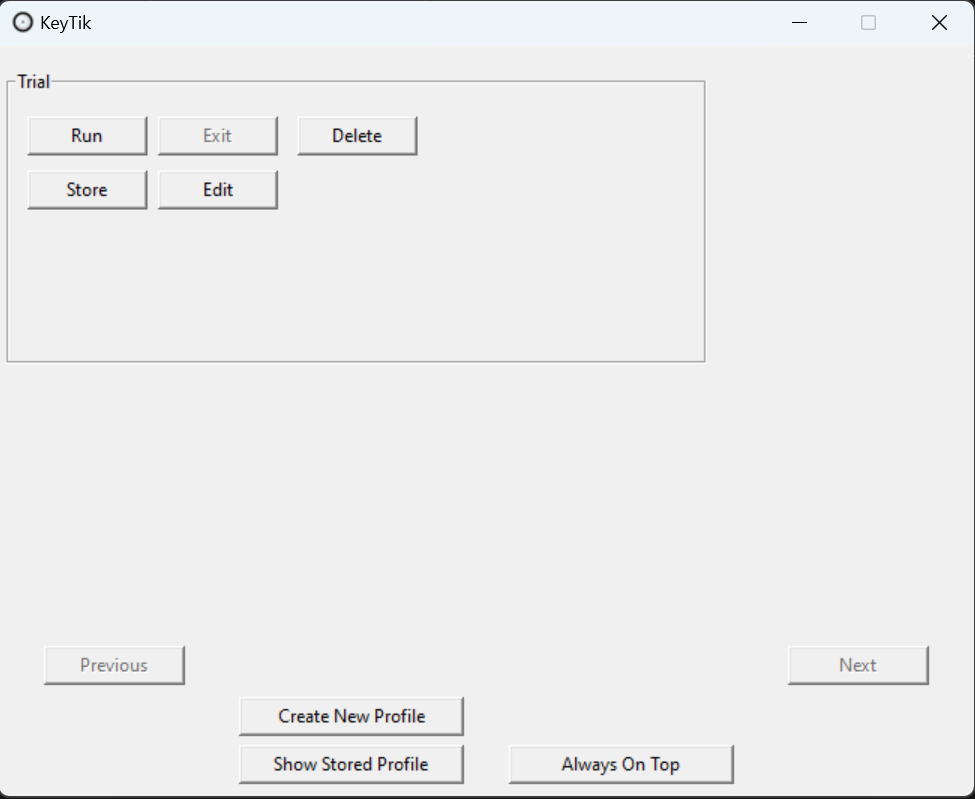 KeyTik
Trial
Run Exit Delete
Store Edit
Previous Next
Create New Profile
Show Stored Profile Always On Top